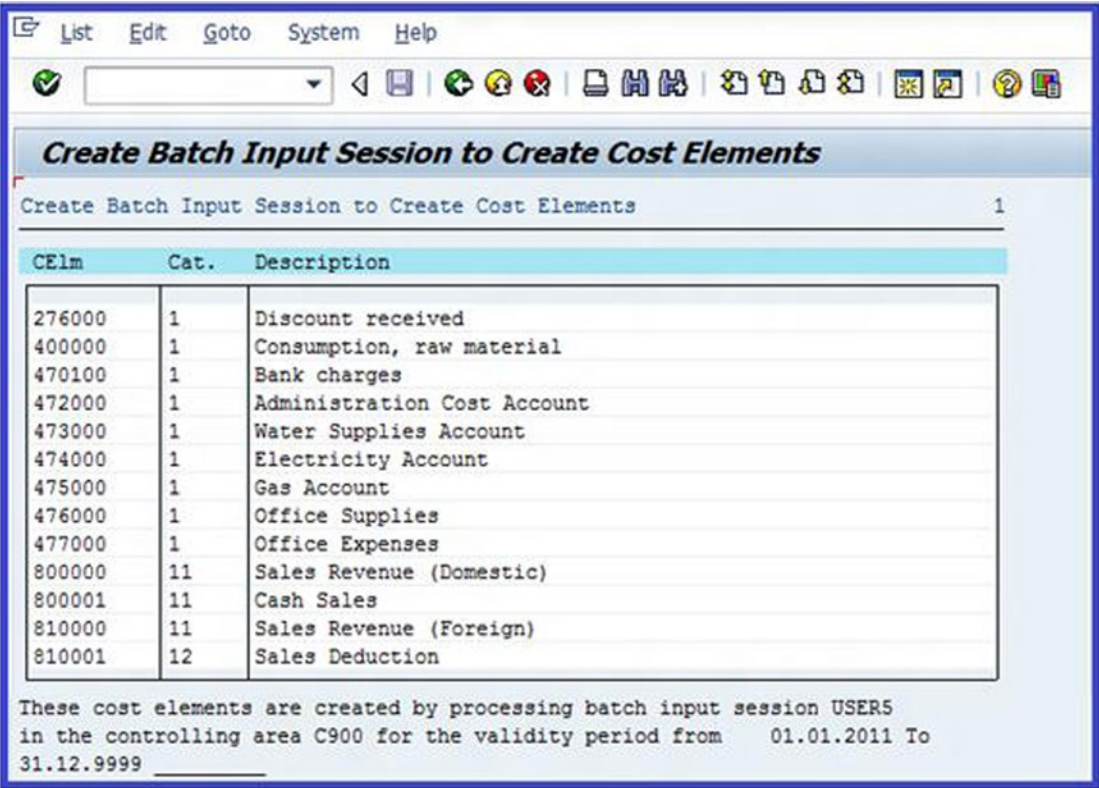 List Edit Goto System Help
Create Batch Input Session to Create Cost Elements
Create Batch Input Session to Create Cost Elements 1
CElm Cat. Description
276000 1 Discount received
400000 1 Consumption, raw material
470100 1 Bank charges
472000 1 Administration Cost Account
473000 1 Water Supplies Account
474000 1 Electricity Account
475000 1 Gas Account
476000 1 Office Supplies
477000 1 Office Expenses
800000 11 Sales Revenue (Domestic)
800001 11 Cash Sales
810000 11 Sales Revenue (Foreign)
810001 12 Sales Deduction
These cost elements are created by processing batch input session USER5
in the controlling area C900 for the validity period from 01.01.2011 To
31.12.9999